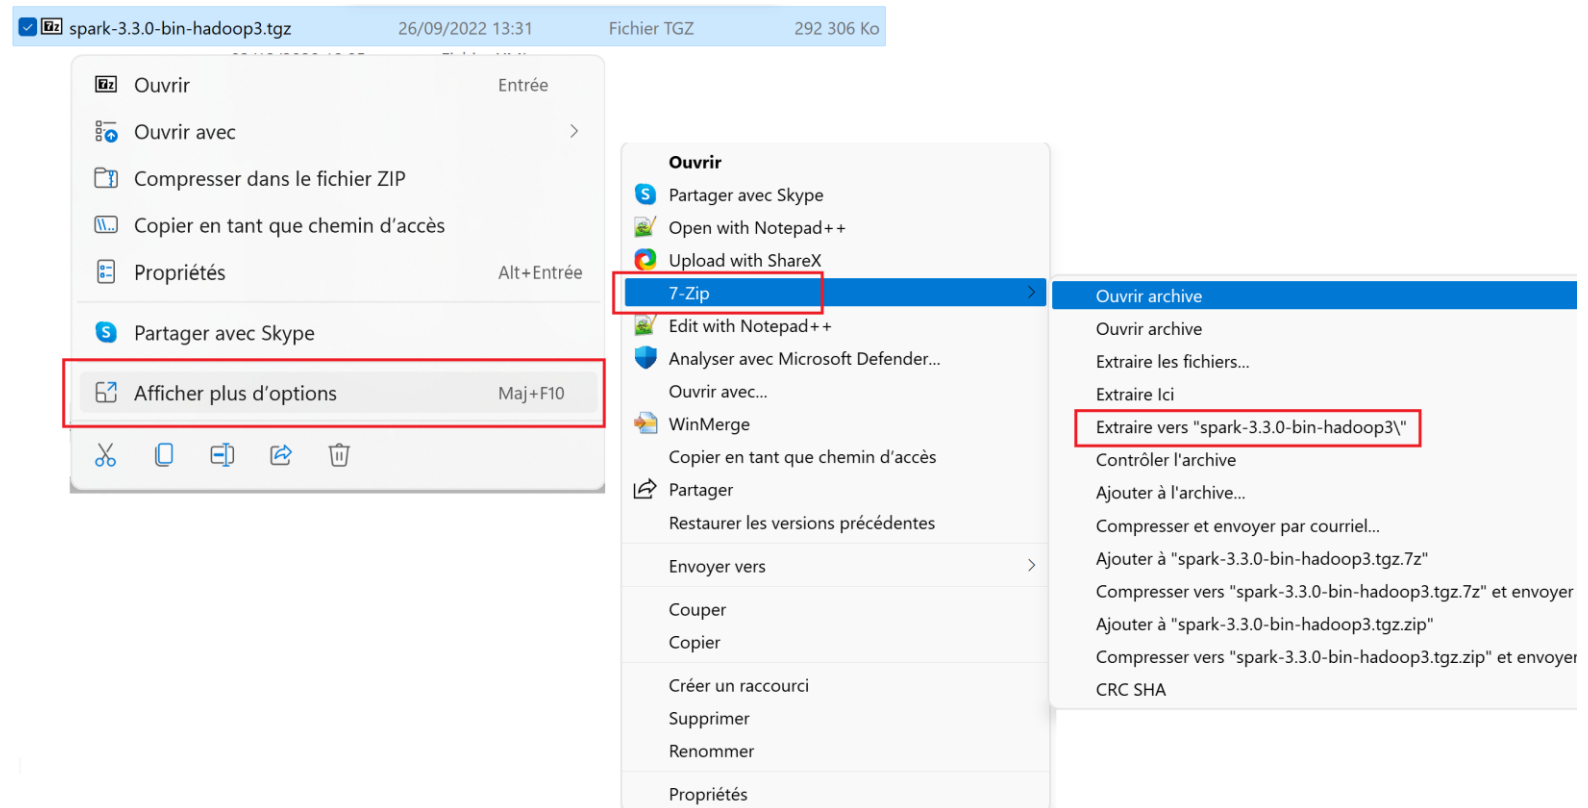 spark-3.3.0-bin-hadoop3.tgz 26/09/2022 13:31 Fichier TGZ 292 306 Ko
Ouvrir Entrée
Ouvrir avec
Compresser dans le fichier ZIP
Copier en tant que chemin d’accès
Propriétés Alt+Entrée
Partager avec Skype
Afficher plus d’options Maj+F10
Ouvrir
Partager avec Skype
Open with Notepad++
Upload with ShareX
7-Zip
Edit with Notepad++
Analyser avec Microsoft Defender...
Ouvrir avec...
WinMerge
Copier en tant que chemin d’accès
Partager
Restaurer les versions précédentes
Envoyer vers
Couper
Copier
Créer un raccourci
Supprimer
Renommer
Propriétés
Ouvrir archive
Ouvrir archive
Extraire les fichiers...
Extraire Ici
Extraire vers "spark-3.3.0-bin-hadoop3\"
Contrôler l'archive
Ajouter à l'archive...
Compresser et envoyer par courriel...
Ajouter à "spark-3.3.0-bin-hadoop3.tgz.7z"
Compresser vers "spark-3.3.0-bin-hadoop3.tgz.7z" et envoyer
Ajouter à "spark-3.3.0-bin-hadoop3.tgz.zip"
Compresser vers "spark-3.3.0-bin-hadoop3.tgz.zip" et envoyer
CRC SHA